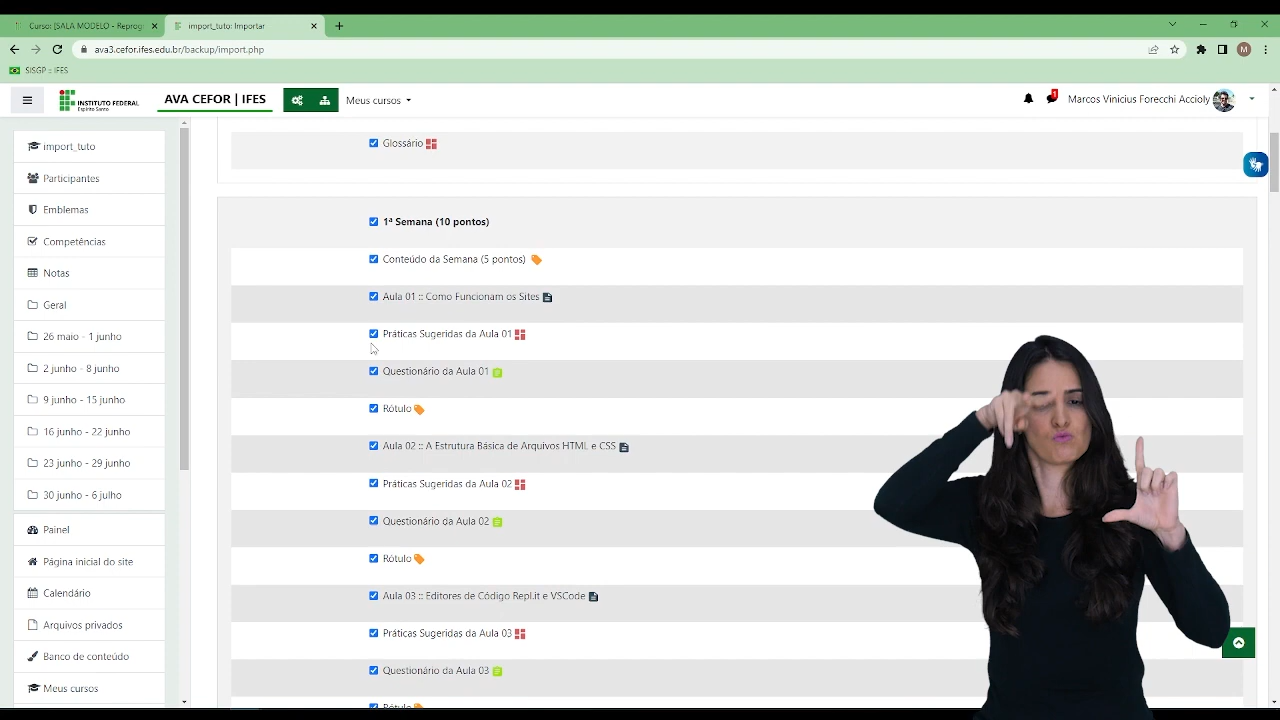 Curso: [SALA MODELO - Reprog
import_tuto: Importar
ava3.cefor.ifes.edu.br/backup/import.php
M
SISGP :: IFES
INSTITUTO FEDERAL
Espírito Santo
AVA CEFOR | IFES
Meus cursos
1
Marcos Vinicius Forecchi Accioly
import_tuto
Participantes
Emblemas
Competências
Notas
Geral
26 maio - 1 junho
2 junho - 8 junho
9 junho - 15 junho
16 junho - 22 junho
23 junho - 29 junho
30 junho - 6 julho
Painel
Página inicial do site
Calendário
Arquivos privados
Banco de conteúdo
Meus cursos
Glossário
1ª Semana (10 pontos)
Conteúdo da Semana (5 pontos)
Aula 01 :: Como Funcionam os Sites
Práticas Sugeridas da Aula 01
Questionário da Aula 01
Rótulo
Aula 02 :: A Estrutura Básica de Arquivos HTML e CSS
Práticas Sugeridas da Aula 02
Questionário da Aula 02
Rótulo
Aula 03 :: Editores de Código Repl.it e VSCode
Práticas Sugeridas da Aula 03
Questionário da Aula 03
Rótulo